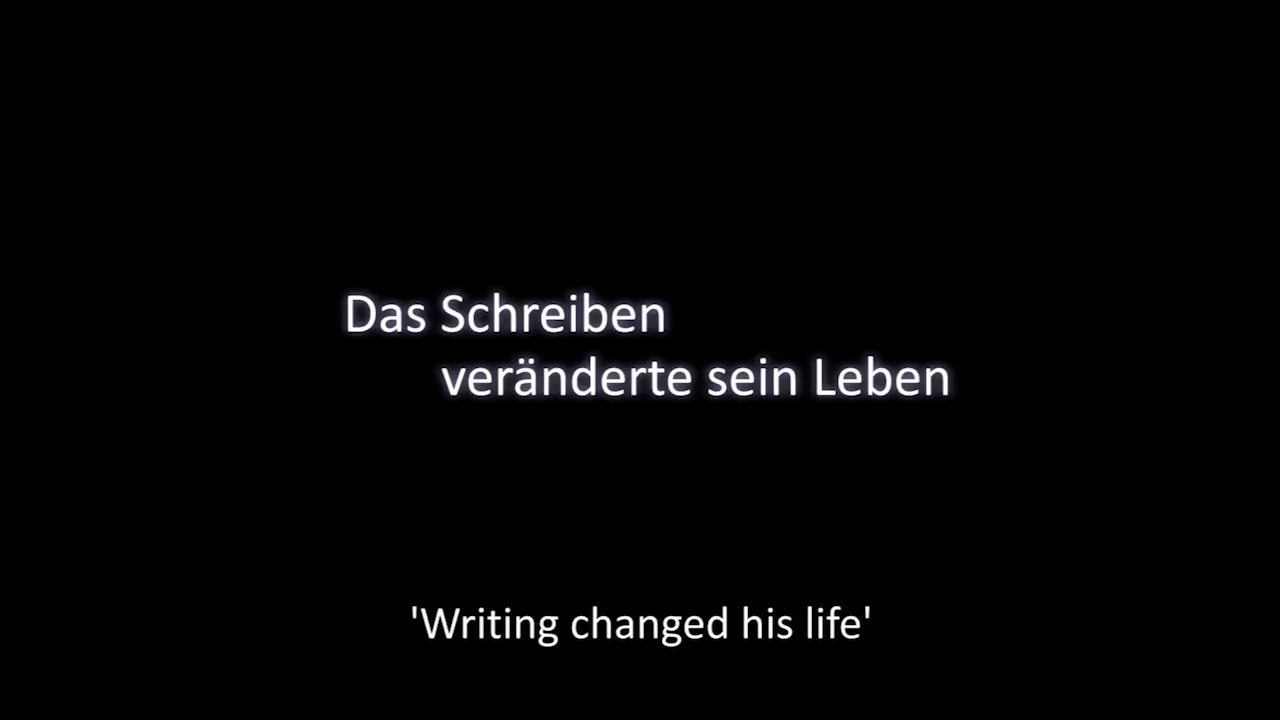 Das Schreiben
veränderte sein Leben
'Writing changed his life'